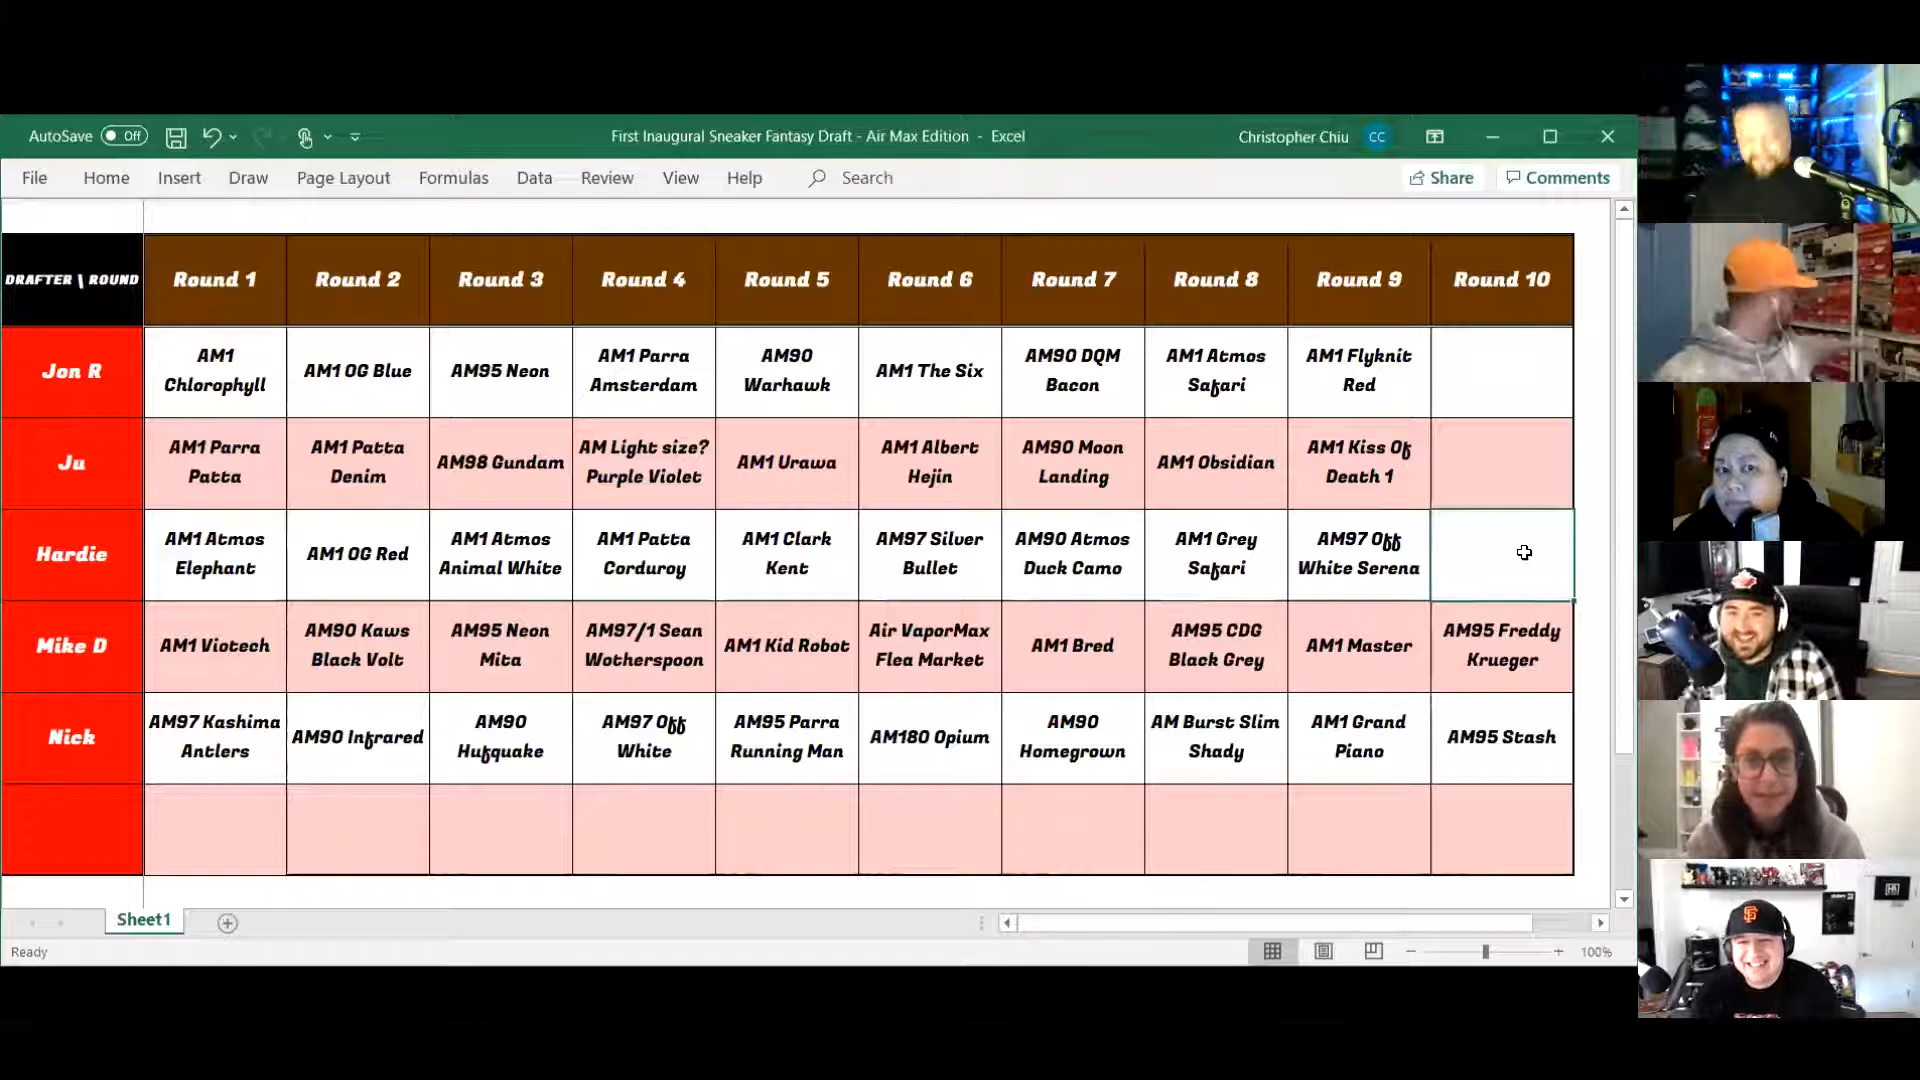 AutoSave Off
First Inaugural Sneaker Fantasy Draft - Air Max Edition - Excel
Christopher Chiu CC
File Home Insert Draw Page Layout Formulas Data Review View Help Search Share Comments
DRAFTER \ ROUND Round 1 Round 2 Round 3 Round 4 Round 5 Round 6 Round 7 Round 8 Round 9 Round 10
Jon R
AM1
Chlorophyll
AM1 OG Blue
AM95 Neon
AM1 Parra
Amsterdam
AM90
Warhawk
AM1 The Six
AM90 DQM
Bacon
AM1 Atmos
Safari
AM1 Flyknit
Red
Ju
AM1 Parra
Patta
AM1 Patta
Denim
AM98 Gundam
AM Light size?
Purple Violet
AM1 Urawa
AM1 Albert
Hejin
AM90 Moon
Landing
AM1 Obsidian
AM1 Kiss Of
Death 1
Hardie
AM1 Atmos
Elephant
AM1 OG Red
AM1 Atmos
Animal White
AM1 Patta
Corduroy
AM1 Clark
Kent
AM97 Silver
Bullet
AM90 Atmos
Duck Camo
AM1 Grey
Safari
AM97 Off
White Serena
Mike D
AM1 Viotech
AM90 Kaws
Black Volt
AM95 Neon
Mita
AM97/1 Sean
Wotherspoon
AM1 Kid Robot
Air VaporMax
Flea Market
AM1 Bred
AM95 CDG
Black Grey
AM1 Master
AM95 Freddy
Krueger
Nick
AM97 Kashima
Antlers
AM90 Infrared
AM90
Hufquake
AM97 Off
White
AM95 Parra
Running Man
AM180 Opium
AM90
Homegrown
AM Burst Slim
Shady
AM1 Grand
Piano
AM95 Stash
Sheet1
Ready
100%